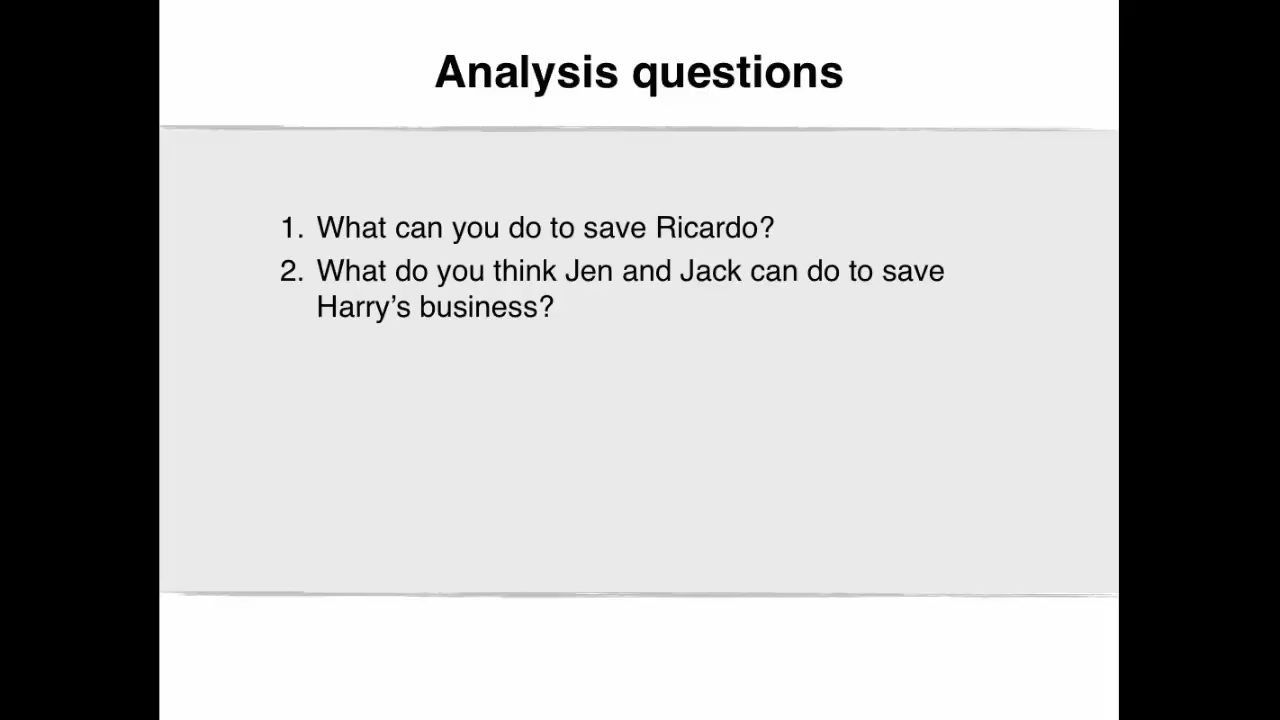 Analysis questions
1. What can you do to save Ricardo?
2. What do you think Jen and Jack can do to save
Harry’s business?